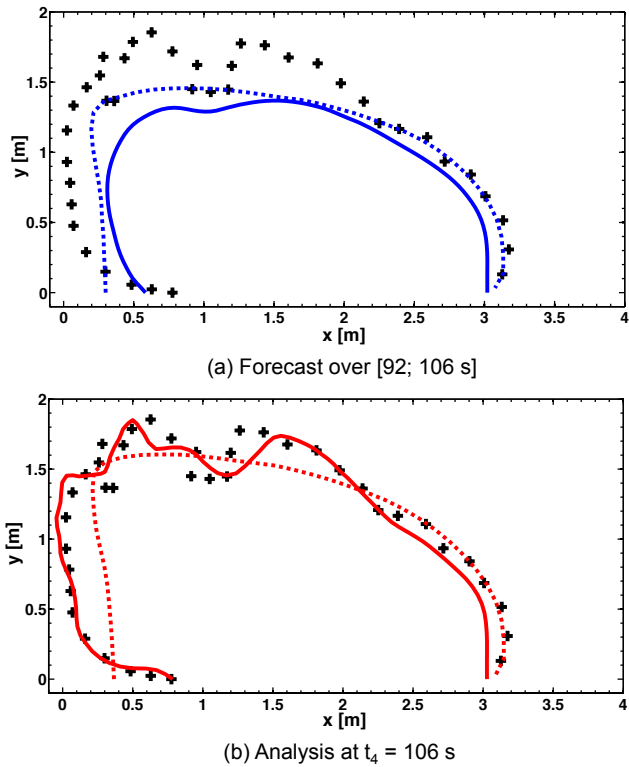 2
1.5
1
0.5
0
y [m]
0 0.5 1 1.5 2 2.5 3 3.5 4
x [m]
(a) Forecast over [92; 106 s]
2
1.5
1
0.5
0
y [m]
0 0.5 1 1.5 2 2.5 3 3.5 4
x [m]
(b) Analysis at t₄ = 106 s